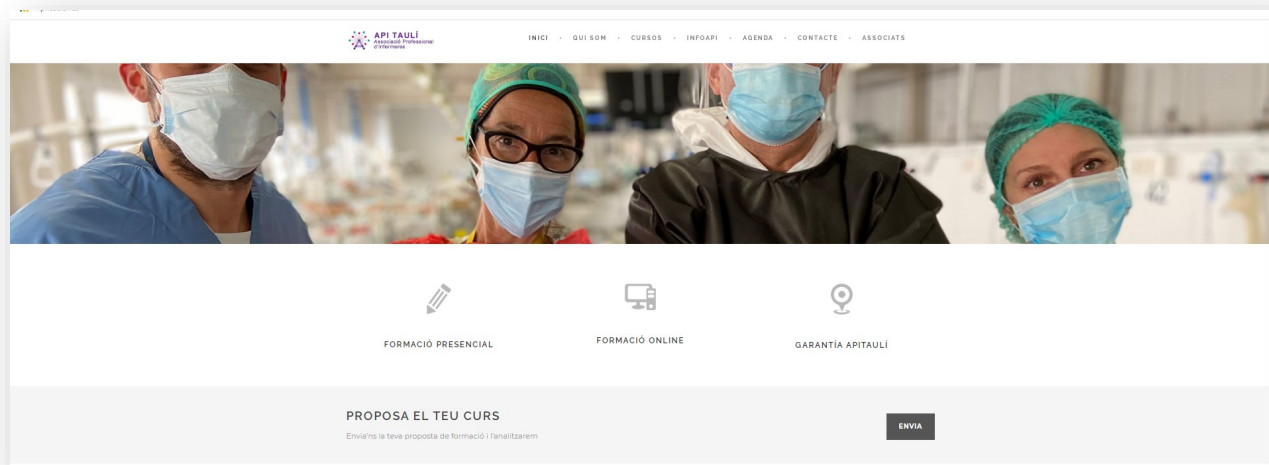 API TAULÍ
Associació Professional
d'Infermeres
INICI · QUI SOM · CURSOS · INFOAPI · AGENDA · CONTACTE · ASSOCIATS
FORMACIÓ PRESENCIAL
FORMACIÓ ONLINE
GARANTÍA APITAULÍ
PROPOSA EL TEU CURS
Envia'ns la teva proposta de formació i l'analitzarem
ENVIA